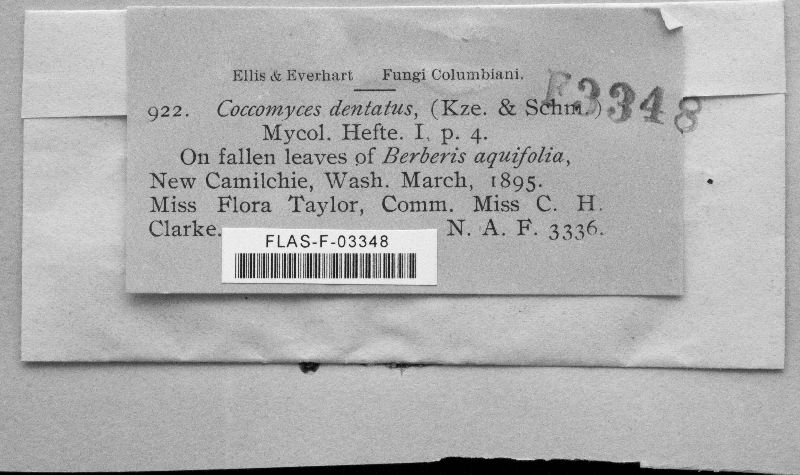 Ellis & Everhart Fungi Columbiani.
F3348
922. Coccomyces dentatus, (Kze. & Schm.)
Mycol. Hefte. I, p. 4.
On fallen leaves of Berberis aquifolia,
New Camilchie, Wash. March, 1895.
Miss Flora Taylor, Comm. Miss C. H.
Clarke. N. A. F. 3336.
FLAS-F-03348